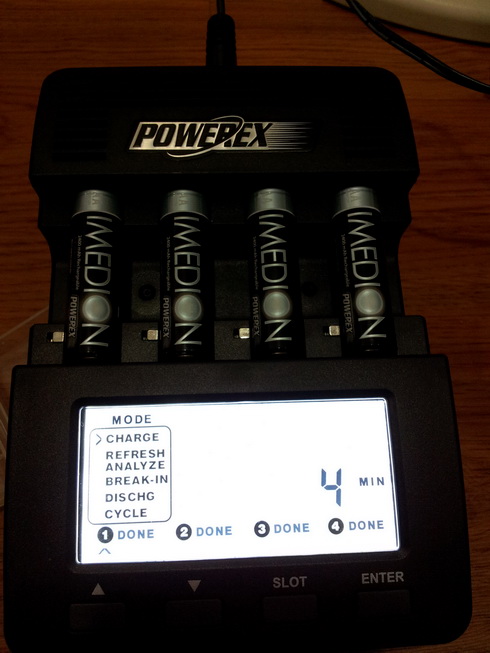 POWEREX
IMEDION
POWEREX
IMEDION
POWEREX
IMEDION
POWEREX
IMEDION
POWEREX
MODE
CHARGE
REFRESH
ANALYZE
BREAK-IN
DISCHG
CYCLE
4 MIN
1 DONE 2 DONE 3 DONE 4 DONE
SLOT ENTER